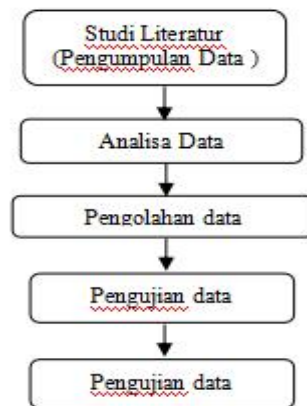 Studi Literatur
(Pengumpulan Data )
Analisa Data
Pengolahan data
Pengujian data
Pengujian data